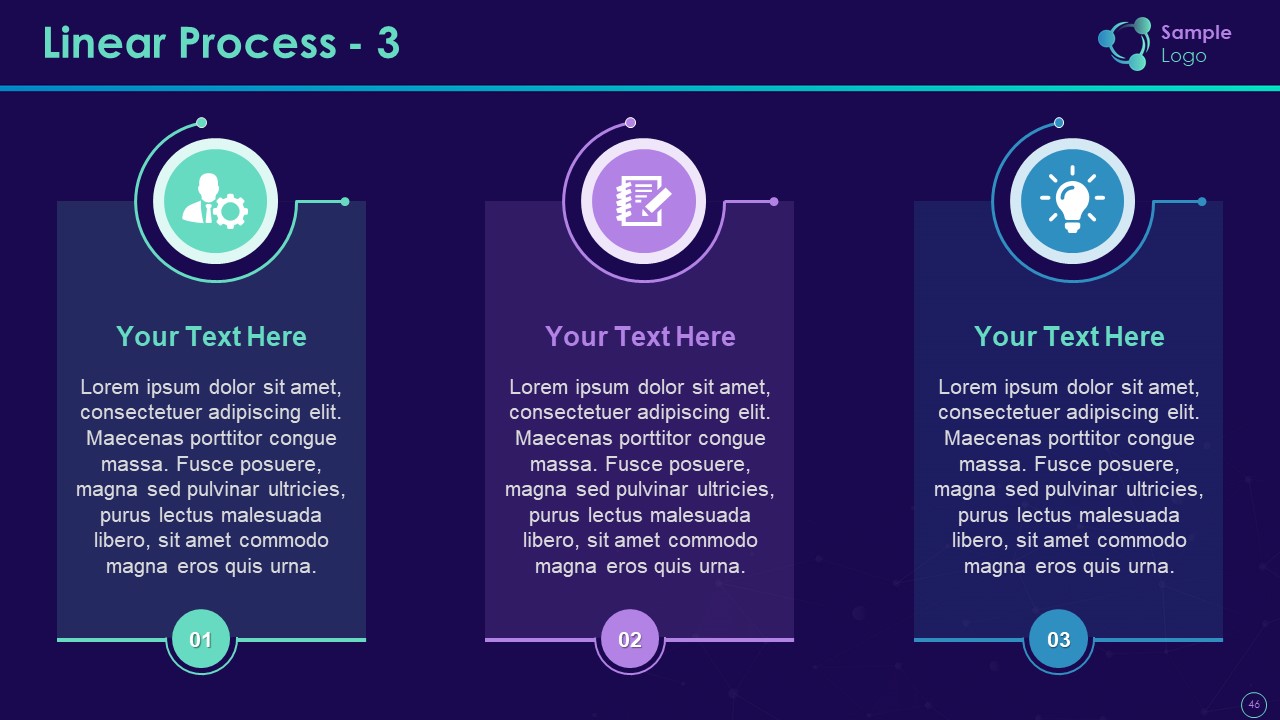 Linear Process - 3
Sample
Logo
Your Text Here
Lorem ipsum dolor sit amet,
consectetuer adipiscing elit.
Maecenas porttitor congue
massa. Fusce posuere,
magna sed pulvinar ultricies,
purus lectus malesuada
libero, sit amet commodo
magna eros quis urna.
01
Your Text Here
Lorem ipsum dolor sit amet,
consectetuer adipiscing elit.
Maecenas porttitor congue
massa. Fusce posuere,
magna sed pulvinar ultricies,
purus lectus malesuada
libero, sit amet commodo
magna eros quis urna.
02
Your Text Here
Lorem ipsum dolor sit amet,
consectetuer adipiscing elit.
Maecenas porttitor congue
massa. Fusce posuere,
magna sed pulvinar ultricies,
purus lectus malesuada
libero, sit amet commodo
magna eros quis urna.
03
46